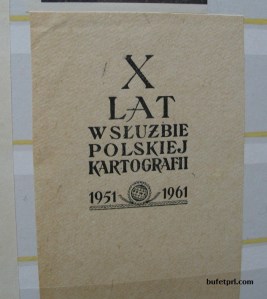 X
LAT
W SŁUŻBIE
POLSKIEJ
KARTOGRAFII
1951 1961
bufetprl.com